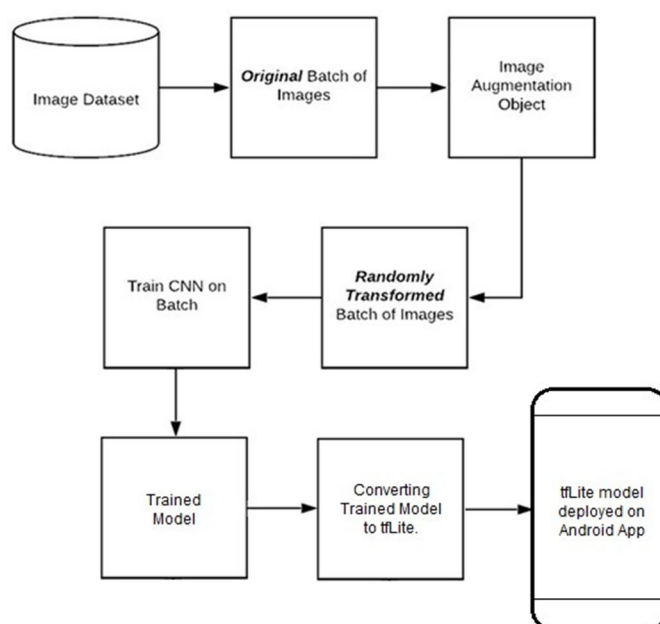 Image Dataset
Original Batch of
Images
Image
Augmentation
Object
Randomly
Transformed
Batch of Images
Train CNN on
Batch
Trained
Model
Converting
Trained Model
to tfLite.
tfLite model
deployed on
Android App